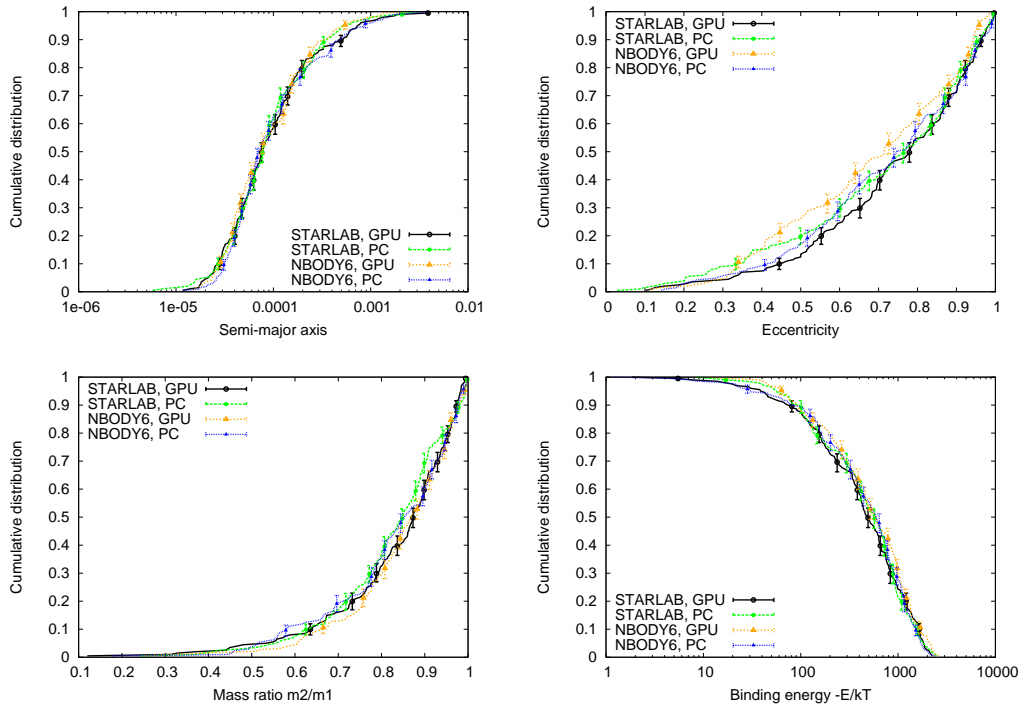 1
0.9
0.8
0.7
0.6
0.5
0.4
0.3
0.2
0.1
0
Cumulative distribution
STARLAB, GPU
STARLAB, PC
NBODY6, GPU
NBODY6, PC
1e-06 1e-05 0.0001 0.001 0.01
Semi-major axis
1
0.9
0.8
0.7
0.6
0.5
0.4
0.3
0.2
0.1
0
Cumulative distribution
STARLAB, GPU
STARLAB, PC
NBODY6, GPU
NBODY6, PC
0 0.1 0.2 0.3 0.4 0.5 0.6 0.7 0.8 0.9 1
Eccentricity
1
0.9
0.8
0.7
0.6
0.5
0.4
0.3
0.2
0.1
0
Cumulative distribution
STARLAB, GPU
STARLAB, PC
NBODY6, GPU
NBODY6, PC
0.1 0.2 0.3 0.4 0.5 0.6 0.7 0.8 0.9 1
Mass ratio m2/m1
1
0.9
0.8
0.7
0.6
0.5
0.4
0.3
0.2
0.1
0
Cumulative distribution
STARLAB, GPU
STARLAB, PC
NBODY6, GPU
NBODY6, PC
1 10 100 1000 10000
Binding energy -E/kT